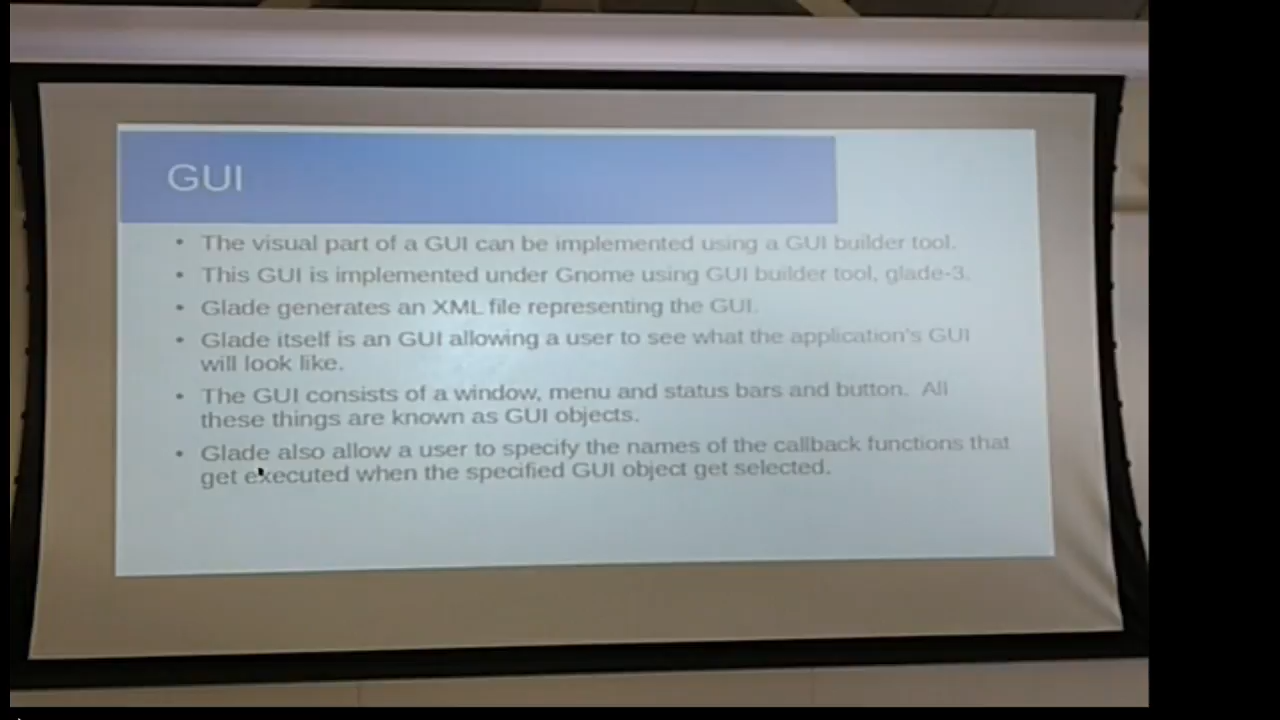 GUI
• The visual part of a GUI can be implemented using a GUI builder tool.
• This GUI is implemented under Gnome using GUI builder tool, glade-3.
• Glade generates an XML file representing the GUI.
• Glade itself is an GUI allowing a user to see what the application's GUI
will look like.
• The GUI consists of a window, menu and status bars and button. All
these things are known as GUI objects.
• Glade also allow a user to specify the names of the callback functions that
get executed when the specified GUI object get selected.